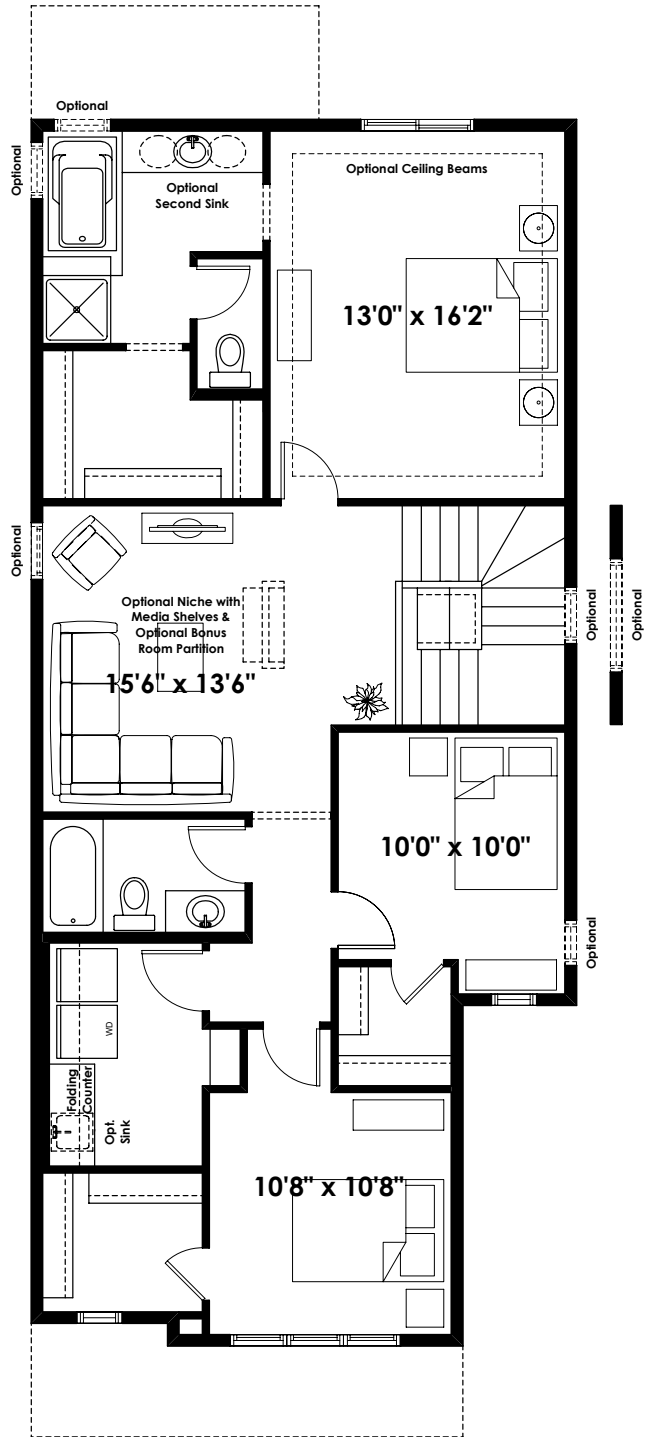 Optional
Optional
Optional
Second Sink
Optional Ceiling Beams
13'0" x 16'2"
Optional
Optional Niche with
Media Shelves &
Optional Bonus
Room Partition
15'6" x 13'6"
Optional
Optional
10'0" x 10'0"
Optional
WD
Folding
Counter
Opt.
Sink
10'8" x 10'8"